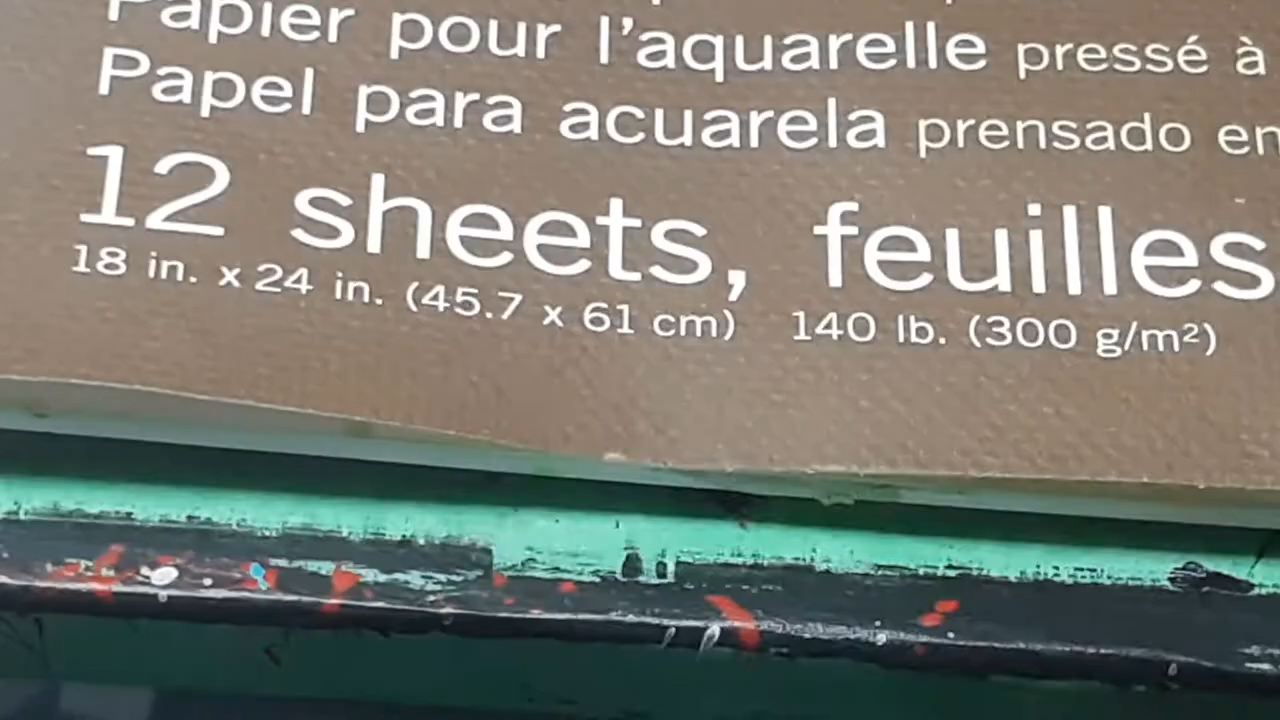 Papier pour l'aquarelle pressé à
Papel para acuarela prensado en
12 sheets, feuilles
18 in. x 24 in. (45.7 x 61 cm) 140 lb. (300 g/m²)